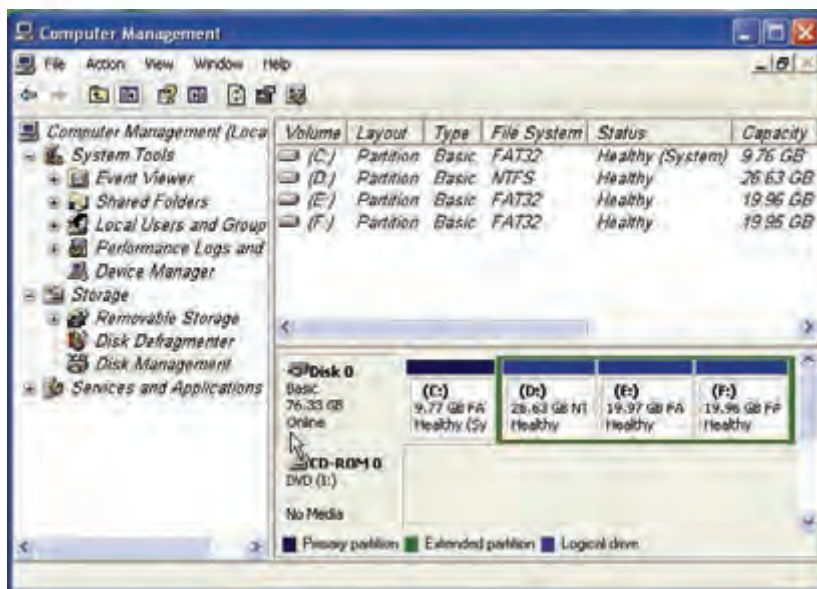 Computer Management
File Action View Window Help
Computer Management (Loca
System Tools
Event Viewer
Shared Folders
Local Users and Group
Performance Logs and
Device Manager
Storage
Removable Storage
Disk Defragmenter
Disk Management
Services and Applications
Volume Layout Type File System Status Capacity
(C:) Partition Basic FAT32 Healthy (System) 9.76 GB
(D:) Partition Basic NTFS Healthy 26.63 GB
(E:) Partition Basic FAT32 Healthy 19.96 GB
(F:) Partition Basic FAT32 Healthy 19.95 GB
Disk 0
Basic
76.33 GB
Online
(C:)
9.77 GB FA
Healthy (Sy
(D:)
26.63 GB NT
Healthy
(E:)
19.97 GB FA
Healthy
(F:)
19.96 GB FA
Healthy
CD-ROM 0
DVD (I:)
No Media
Primary partition Extended partition Logical drive